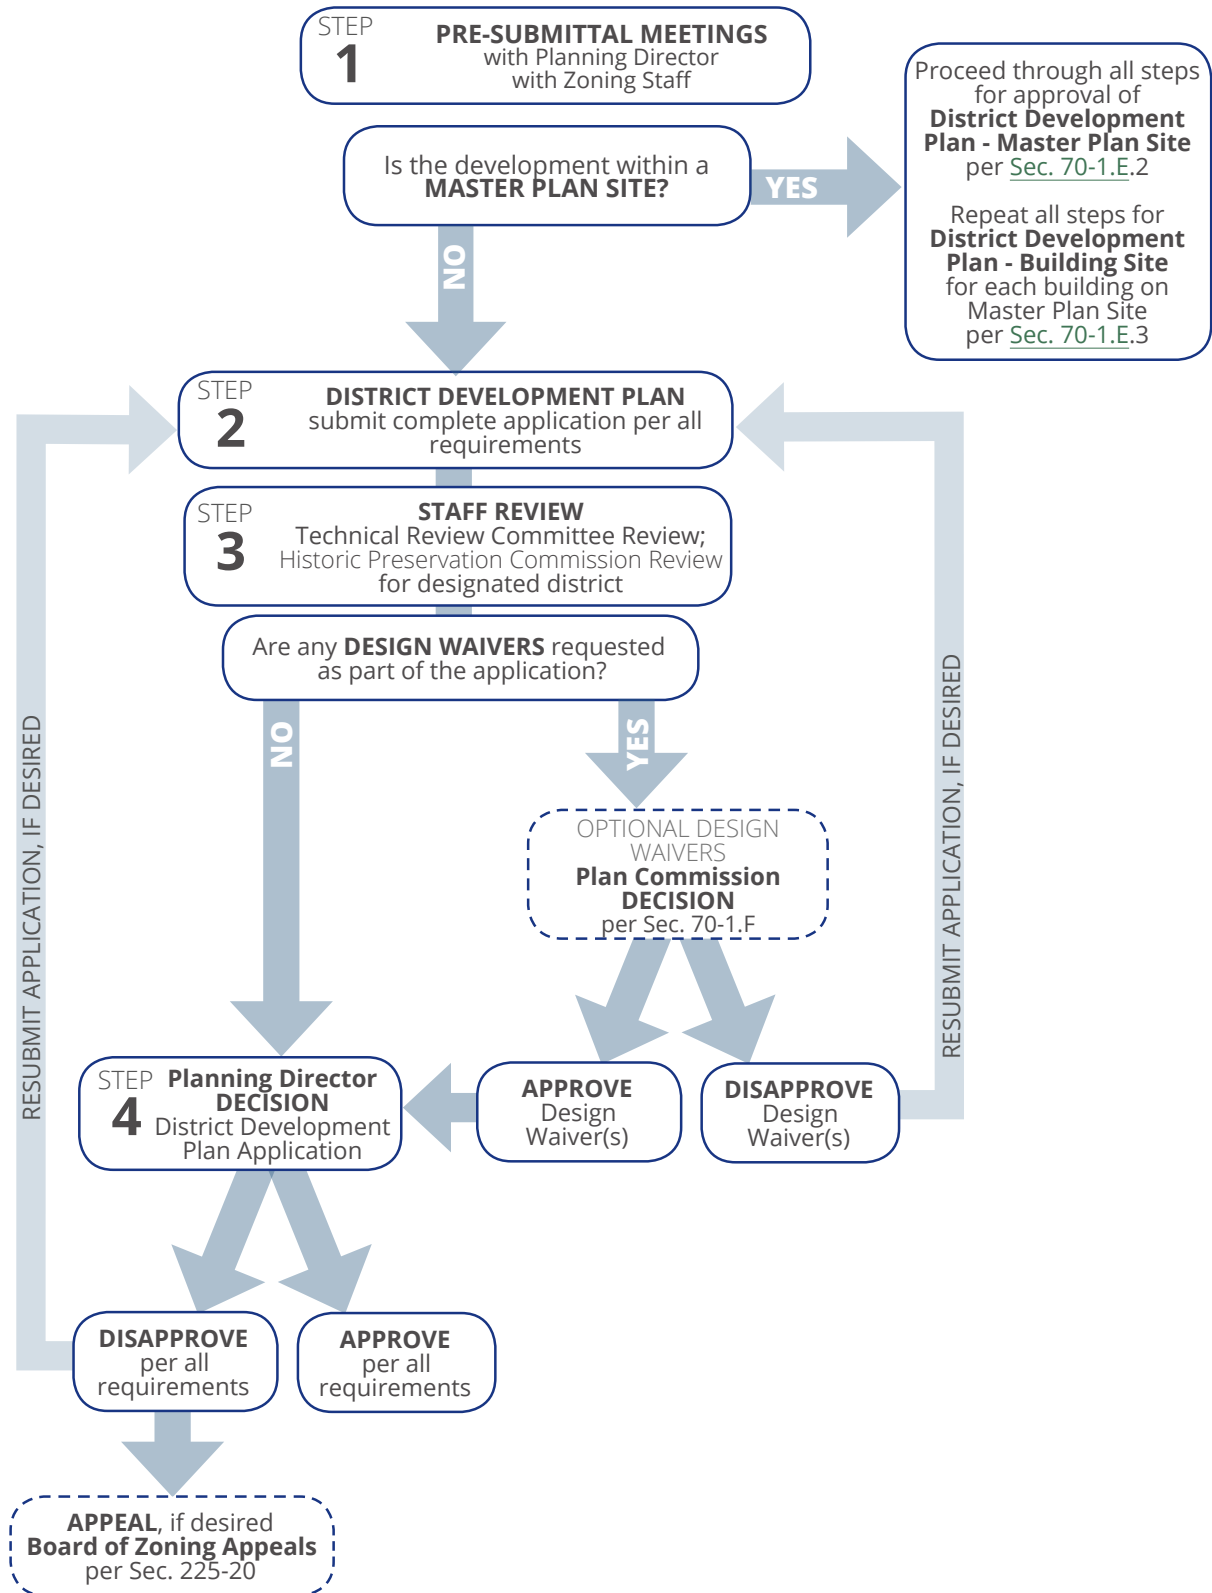 STEP
1
PRE-SUBMITTAL MEETINGS
with Planning Director
with Zoning Staff
Is the development within a
MASTER PLAN SITE?
YES
Proceed through all steps
for approval of
District Development
Plan - Master Plan Site
per Sec. 70-1.E.2
Repeat all steps for
District Development
Plan - Building Site
for each building on
Master Plan Site
per Sec. 70-1.E.3
NO
STEP
2
DISTRICT DEVELOPMENT PLAN
submit complete application per all
requirements
STEP
3
STAFF REVIEW
Technical Review Committee Review;
Historic Preservation Commission Review
for designated district
Are any DESIGN WAIVERS requested
as part of the application?
NO
YES
OPTIONAL DESIGN
WAIVERS
Plan Commission
DECISION
per Sec. 70-1.F
RESUBMIT APPLICATION, IF DESIRED
RESUBMIT APPLICATION, IF DESIRED
STEP
4
Planning Director
DECISION
District Development
Plan Application
APPROVE
Design
Waiver(s)
DISAPPROVE
Design
Waiver(s)
DISAPPROVE
per all
requirements
APPROVE
per all
requirements
APPEAL, if desired
Board of Zoning Appeals
per Sec. 225-20